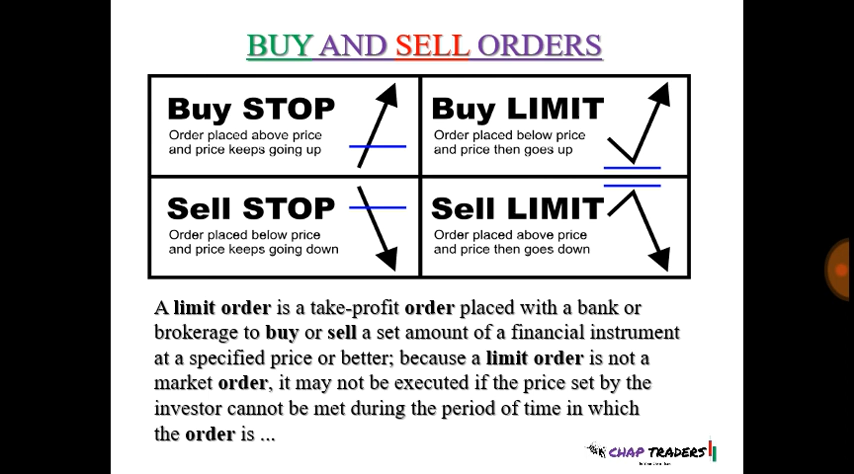 BUY AND SELL ORDERS
Buy STOP
Order placed above price
and price keeps going up
Buy LIMIT
Order placed below price
and price then goes up
Sell STOP
Order placed below price
and price keeps going down
Sell LIMIT
Order placed above price
and price then goes down
A limit order is a take-profit order placed with a bank or
brokerage to buy or sell a set amount of a financial instrument
at a specified price or better; because a limit order is not a
market order, it may not be executed if the price set by the
investor cannot be met during the period of time in which
the order is ...
CHAP TRADERS